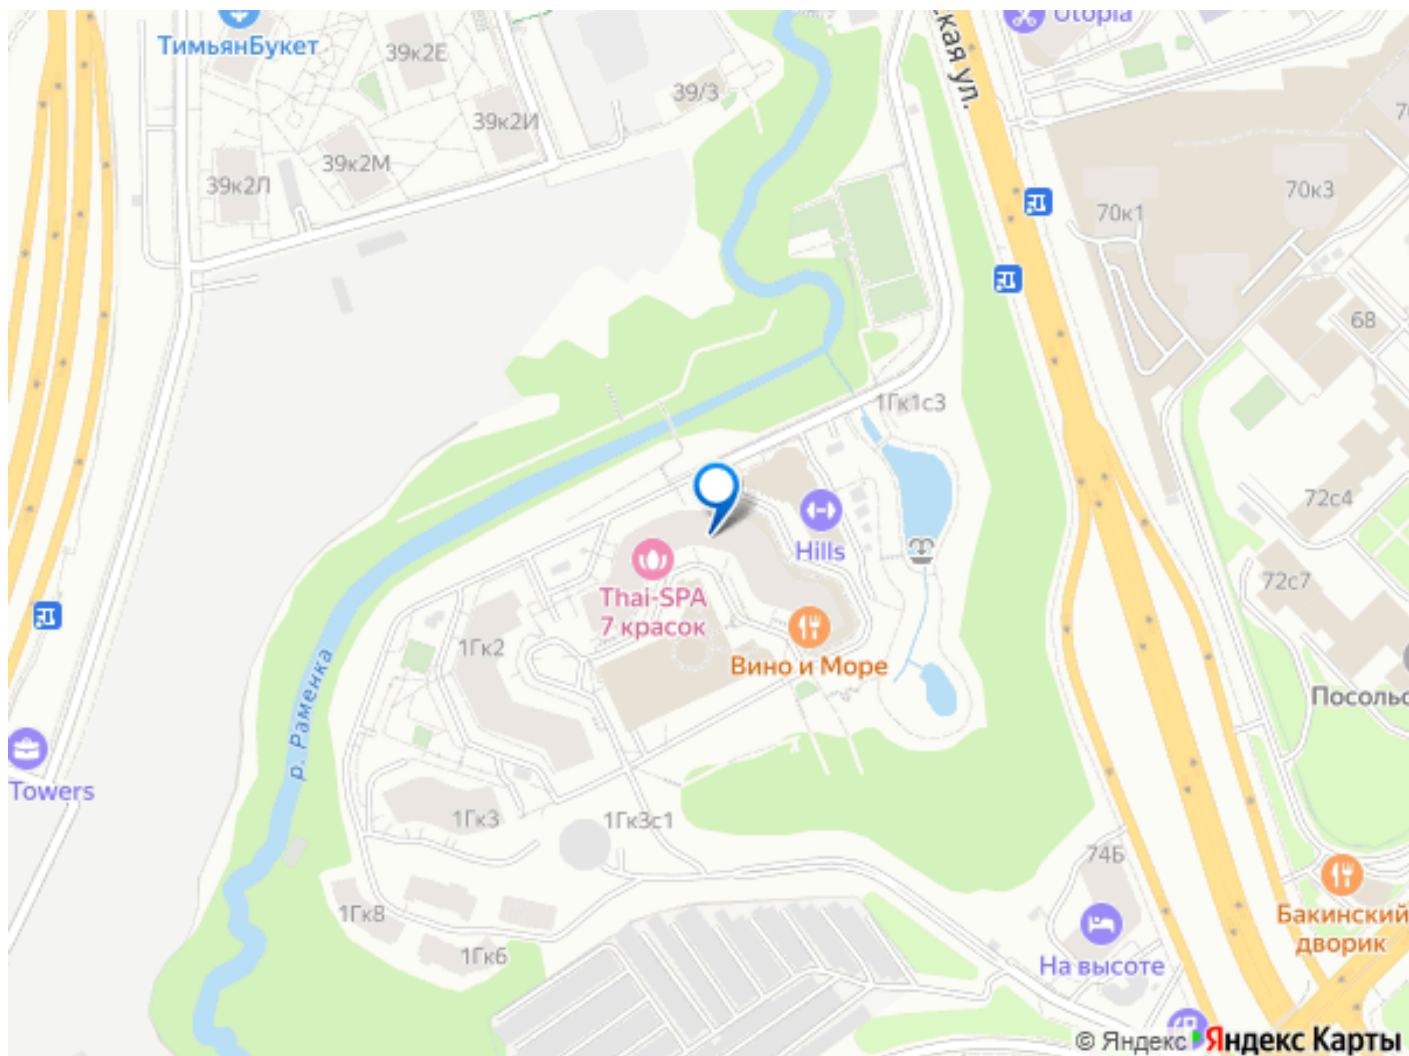 Utopia
ская ул.
ТимьянБукет
39к2Е
39/3
39к2И
39к2М
39к2Л
70к3
70к1
68
1Гк1с3
72с4
Hills
72с7
Thai-SPA
7 красок
1Гк2
Вино и Море
р. Раменка
Посольс
Towers
1Гк3
1Гк3с1
74Б
1Гк8
Бакинский
дворик
1Гк6
На высоте
© Яндекс Яндекс Карты